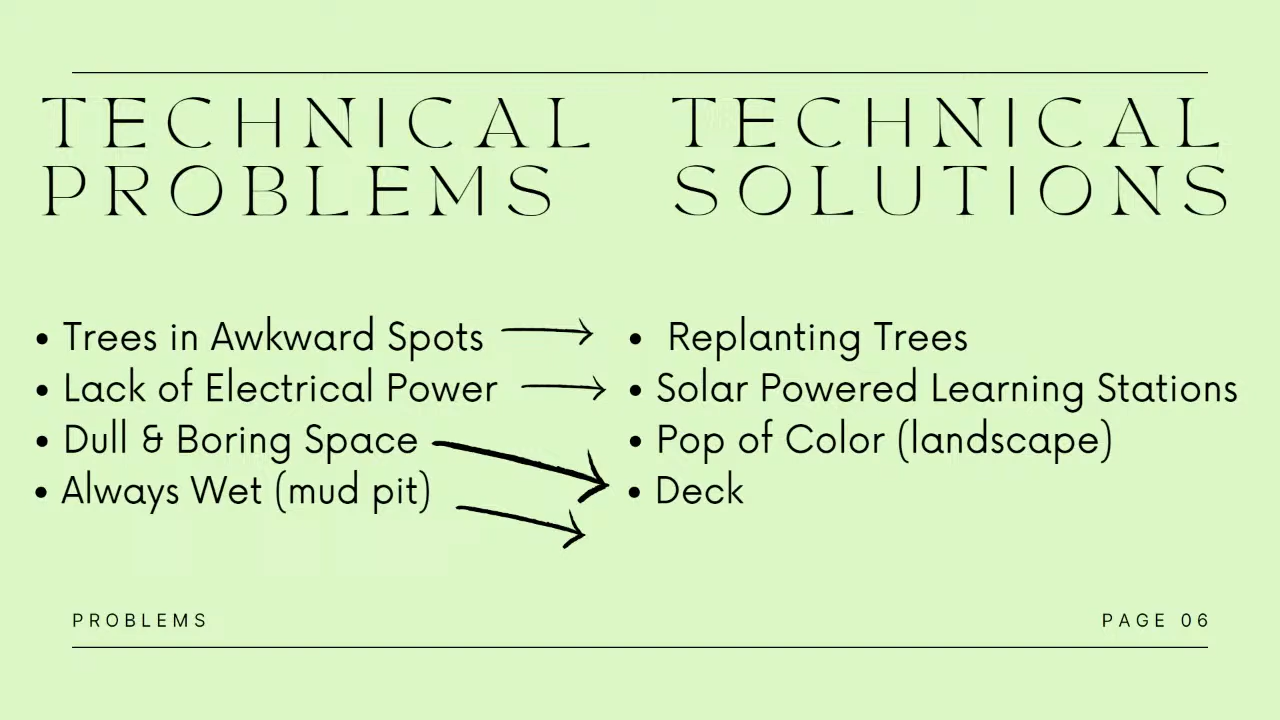 TECHNICAL
PROBLEMS
TECHNICAL
SOLUTIONS
• Trees in Awkward Spots
• Lack of Electrical Power
• Dull & Boring Space
• Always Wet (mud pit)
• Replanting Trees
• Solar Powered Learning Stations
• Pop of Color (landscape)
• Deck
PROBLEMS
PAGE 06